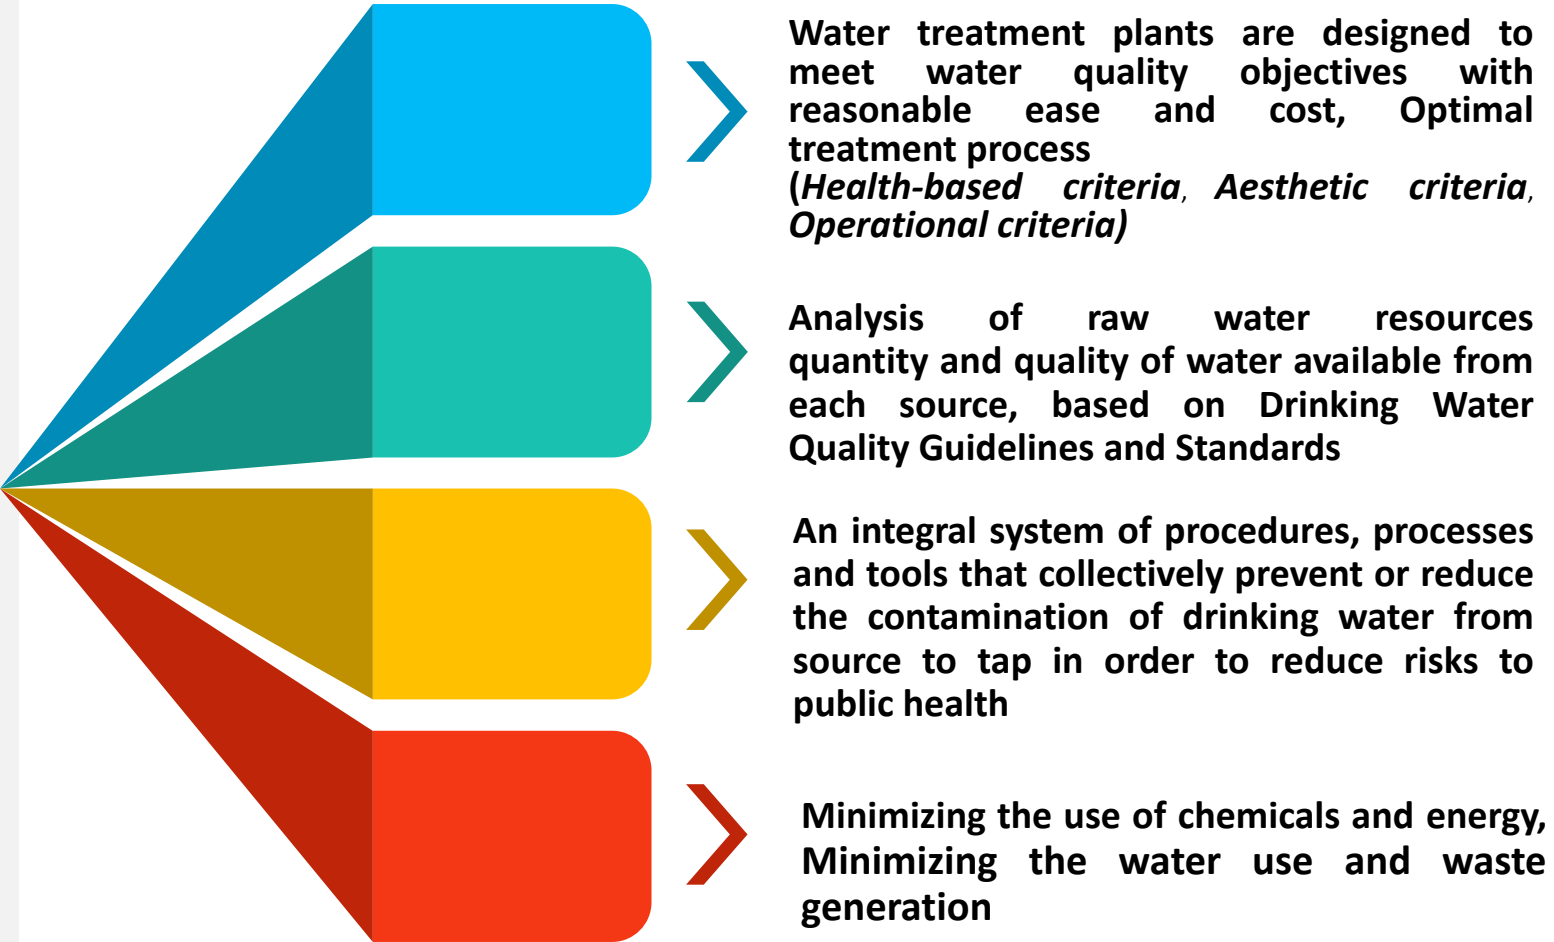 Water treatment plants are designed to
meet water quality objectives with
reasonable ease and cost, Optimal
treatment process
(Health-based criteria, Aesthetic criteria,
Operational criteria)
Analysis of raw water resources
quantity and quality of water available from
each source, based on Drinking Water
Quality Guidelines and Standards
An integral system of procedures, processes
and tools that collectively prevent or reduce
the contamination of drinking water from
source to tap in order to reduce risks to
public health
Minimizing the use of chemicals and energy,
Minimizing the water use and waste
generation